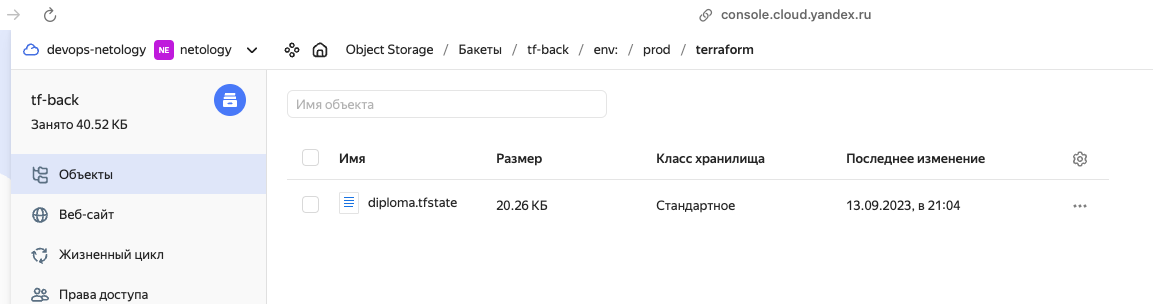 console.cloud.yandex.ru
devops-netology NE netology Object Storage / Бакеты / tf-back / env: / prod / terraform
tf-back
Занято 40.52 КБ
Объекты
Веб-сайт
Жизненный цикл
Права доступа
Имя объекта
Имя Размер Класс хранилища Последнее изменение
diploma.tfstate 20.26 КБ Стандартное 13.09.2023, в 21:04